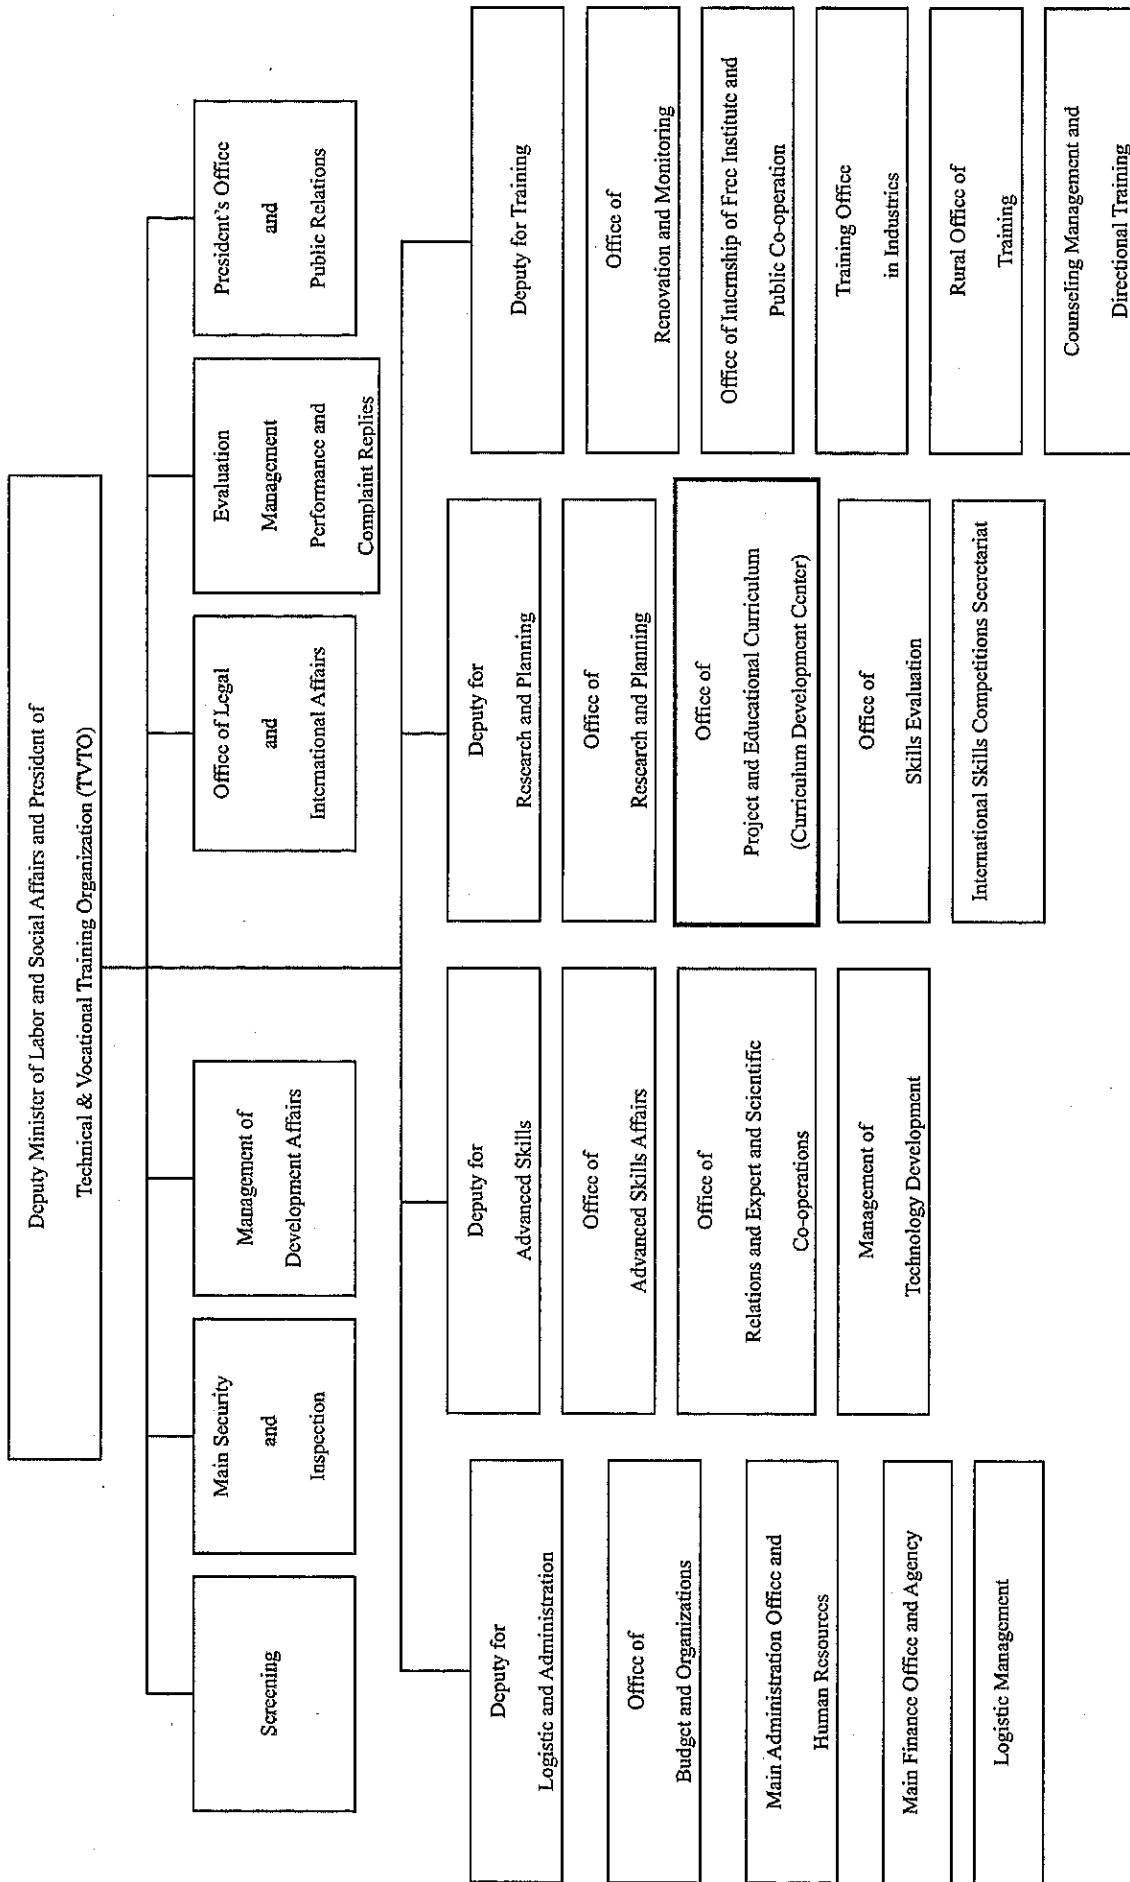 Deputy Minister of Labor and Social Affairs and President of
Technical & Vocational Training Organization (TVTO)
Screening
Main Security
and
Inspection
Management of
Development Affairs
Office of Legal
and
International Affairs
Evaluation
Management
Performance and
Complaint Replies
President's Office
and
Public Relations
Deputy for
Logistic and Administration
Office of
Budget and Organizations
Main Administration Office and
Human Resources
Main Finance Office and Agency
Logistic Management
Deputy for
Advanced Skills
Office of
Advanced Skills Affairs
Office of
Relations and Expert and Scientific
Co-operations
Management of
Technology Development
Deputy for
Research and Planning
Office of
Research and Planning
Office of
Project and Educational Curriculum
(Curriculum Development Center)
Office of
Skills Evaluation
International Skills Competitions Secretariat
Deputy for Training
Office of
Renovation and Monitoring
Office of Internship of Free Institute and
Public Co-operation
Training Office
in Industries
Rural Office of
Training
Counseling Management and
Directional Training